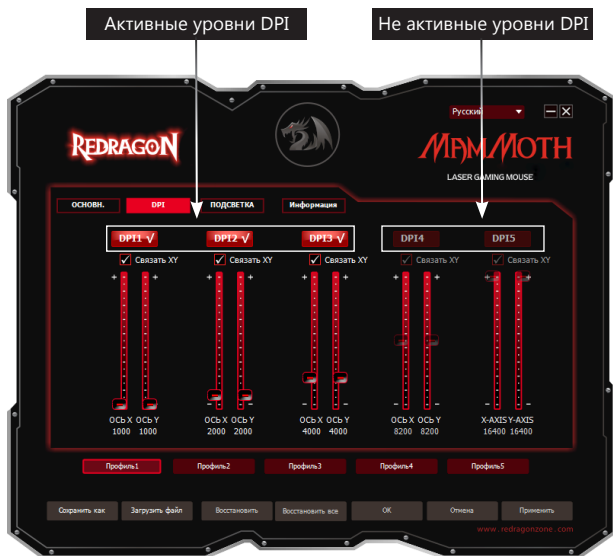 Активные уровни DPI
Не активные уровни DPI
Русский
REDRAGON
MAMMOTH
LASER GAMING MOUSE
ОСНОВН. DPI ПОДСВЕТКА Информация
DPI1 √ DPI2 √ DPI3 √ DPI4 DPI5
Связать XY Связать XY Связать XY Связать XY Связать XY
+ + + + + + + + + +
- - - - - - - - - -
ОСЬ X ОСЬ Y ОСЬ X ОСЬ Y ОСЬ X ОСЬ Y ОСЬ X ОСЬ Y X-AXIS Y-AXIS
1000 1000 2000 2000 4000 4000 8200 8200 16400 16400
Профиль1 Профиль2 Профиль3 Профиль4 Профиль5
Сохранить как Загрузить файл Восстановить Восстановить все OK Отмена Применить
www.redragonzone.com